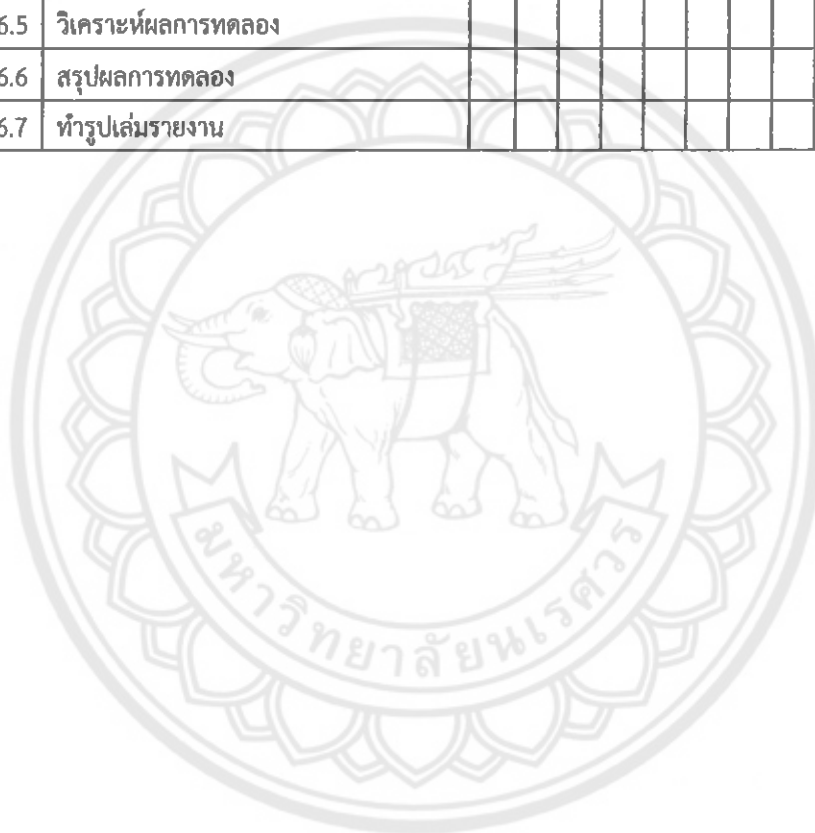 6.5 วิเคราะห์ผลการทดลอง
6.6 สรุปผลการทดลอง
6.7 ทำรูปเล่มรายงาน
มหาวิทยาลัยนเรศวร